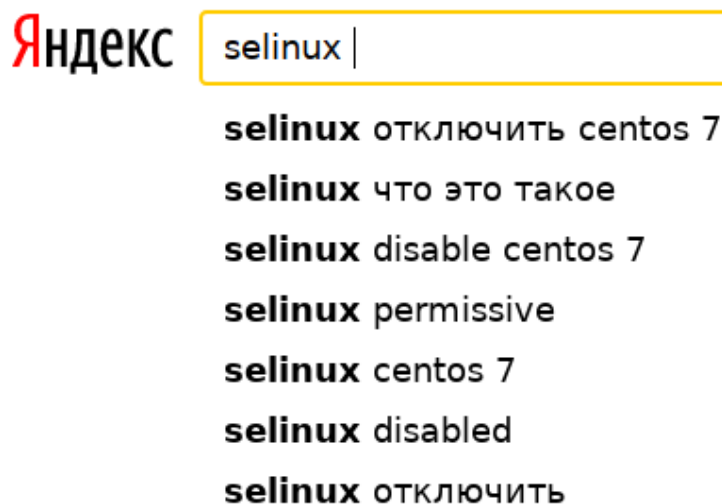 Яндекс selinux
selinux отключить centos 7
selinux что это такое
selinux disable centos 7
selinux permissive
selinux centos 7
selinux disabled
selinux отключить